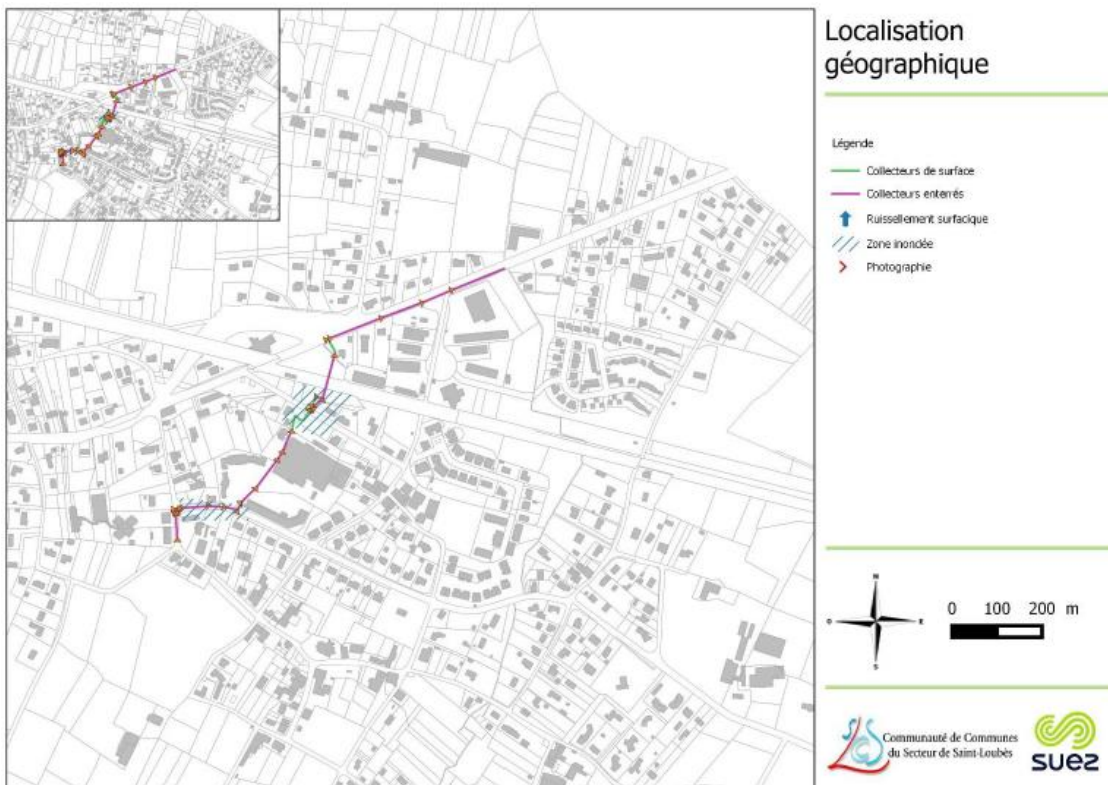 Localisation
géographique
Légende
Collecteurs de surface
Collecteurs enterrés
Ruissellement surfacique
Zone inondée
Photographie
N
O
E
S
0 100 200 m
Communauté de Communes
du Secteur de Saint-Loubès
suez